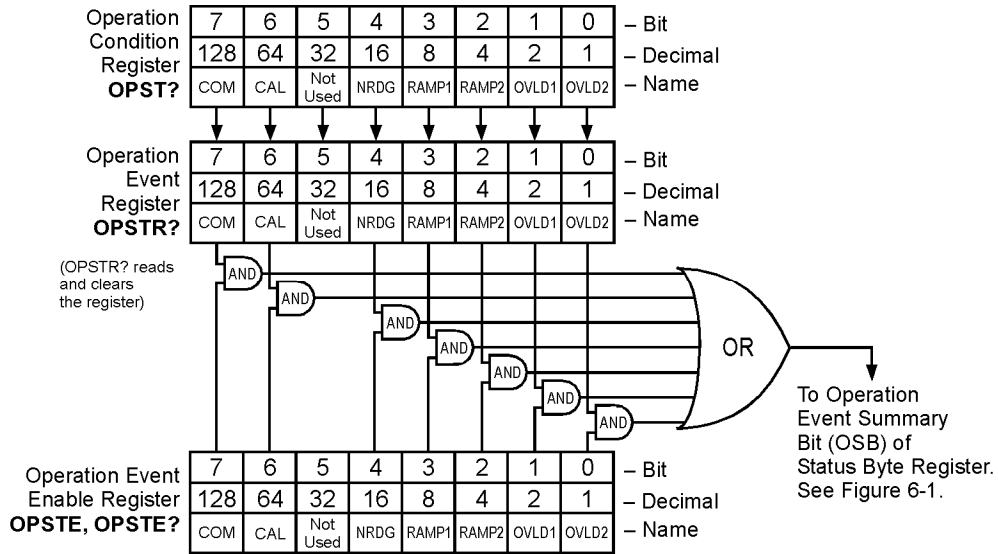 Operation
Condition
Register
OPST?
7 6 5 4 3 2 1 0 – Bit
128 64 32 16 8 4 2 1 – Decimal
COM CAL Not Used NRDG RAMP1 RAMP2 OVLD1 OVLD2 – Name
Operation
Event
Register
OPSTR?
7 6 5 4 3 2 1 0 – Bit
128 64 32 16 8 4 2 1 – Decimal
COM CAL Not Used NRDG RAMP1 RAMP2 OVLD1 OVLD2 – Name
(OPSTR? reads
and clears
the register)
AND
AND
AND
AND
AND
AND
AND
OR
To Operation
Event Summary
Bit (OSB) of
Status Byte Register.
See Figure 6-1.
Operation Event
Enable Register
OPSTE, OPSTE?
7 6 5 4 3 2 1 0 – Bit
128 64 32 16 8 4 2 1 – Decimal
COM CAL Not Used NRDG RAMP1 RAMP2 OVLD1 OVLD2 – Name